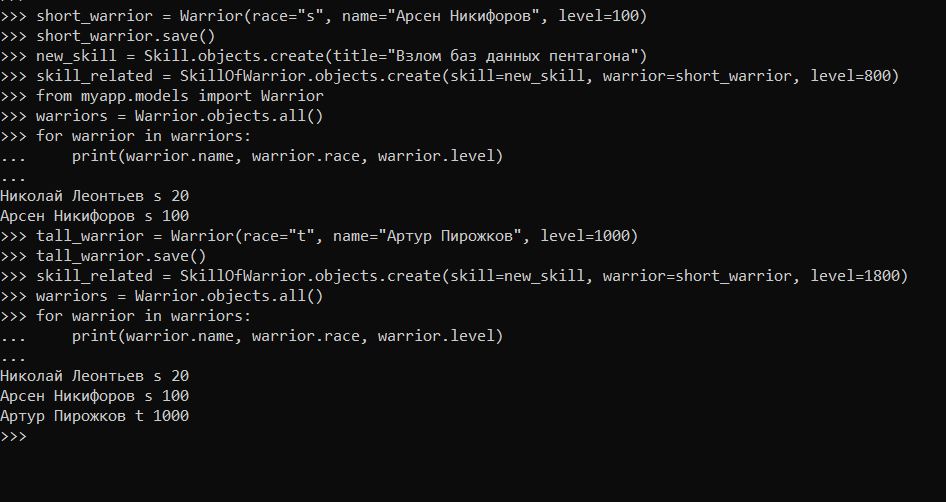 >>> short_warrior = Warrior(race="s", name="Арсен Никифоров", level=100)
>>> short_warrior.save()
>>> new_skill = Skill.objects.create(title="Взлом баз данных пентагона")
>>> skill_related = SkillOfWarrior.objects.create(skill=new_skill, warrior=short_warrior, level=800)
>>> from myapp.models import Warrior
>>> warriors = Warrior.objects.all()
>>> for warrior in warriors:
...     print(warrior.name, warrior.race, warrior.level)
...
Николай Леонтьев s 20
Арсен Никифоров s 100
>>> tall_warrior = Warrior(race="t", name="Артур Пирожков", level=1000)
>>> tall_warrior.save()
>>> skill_related = SkillOfWarrior.objects.create(skill=new_skill, warrior=short_warrior, level=1800)
>>> warriors = Warrior.objects.all()
>>> for warrior in warriors:
...     print(warrior.name, warrior.race, warrior.level)
...
Николай Леонтьев s 20
Арсен Никифоров s 100
Артур Пирожков t 1000
>>>